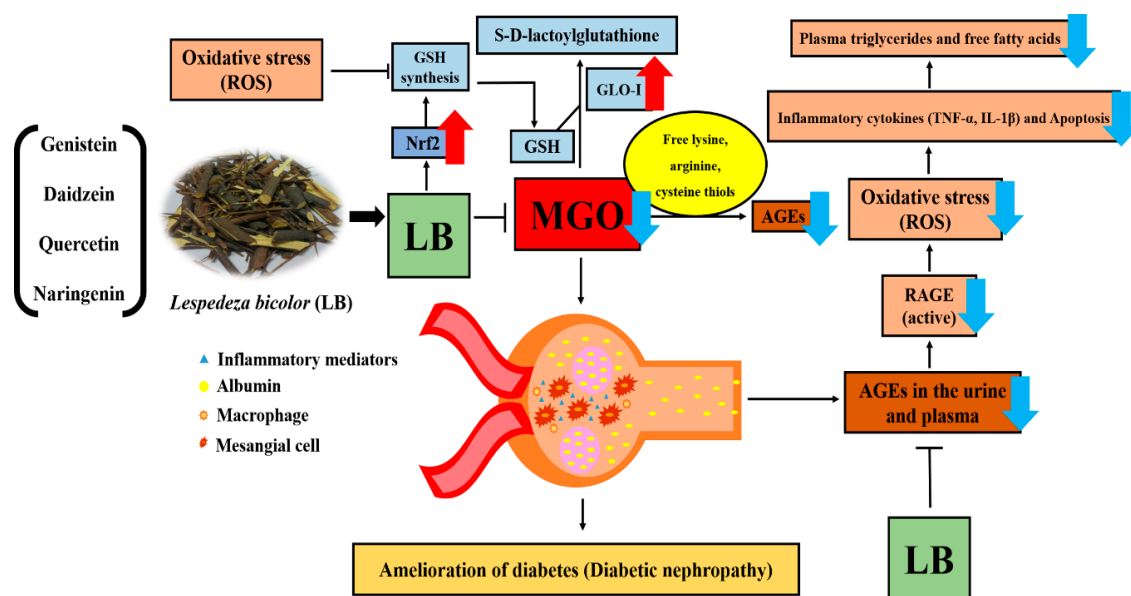 Oxidative stress
(ROS)
GSH
synthesis
S-D-lactoylglutathione
GLO-I
Nrf2
GSH
Free lysine,
arginine,
cysteine thiols
Genistein
Daidzein
Quercetin
Naringenin
Lespedeza bicolor (LB)
LB
MGO
AGEs
Plasma triglycerides and free fatty acids
Inflammatory cytokines (TNF-α, IL-1β) and Apoptosis
Oxidative stress
(ROS)
RAGE
(active)
AGEs in the urine
and plasma
LB
Inflammatory mediators
Albumin
Macrophage
Mesangial cell
Amelioration of diabetes (Diabetic nephropathy)